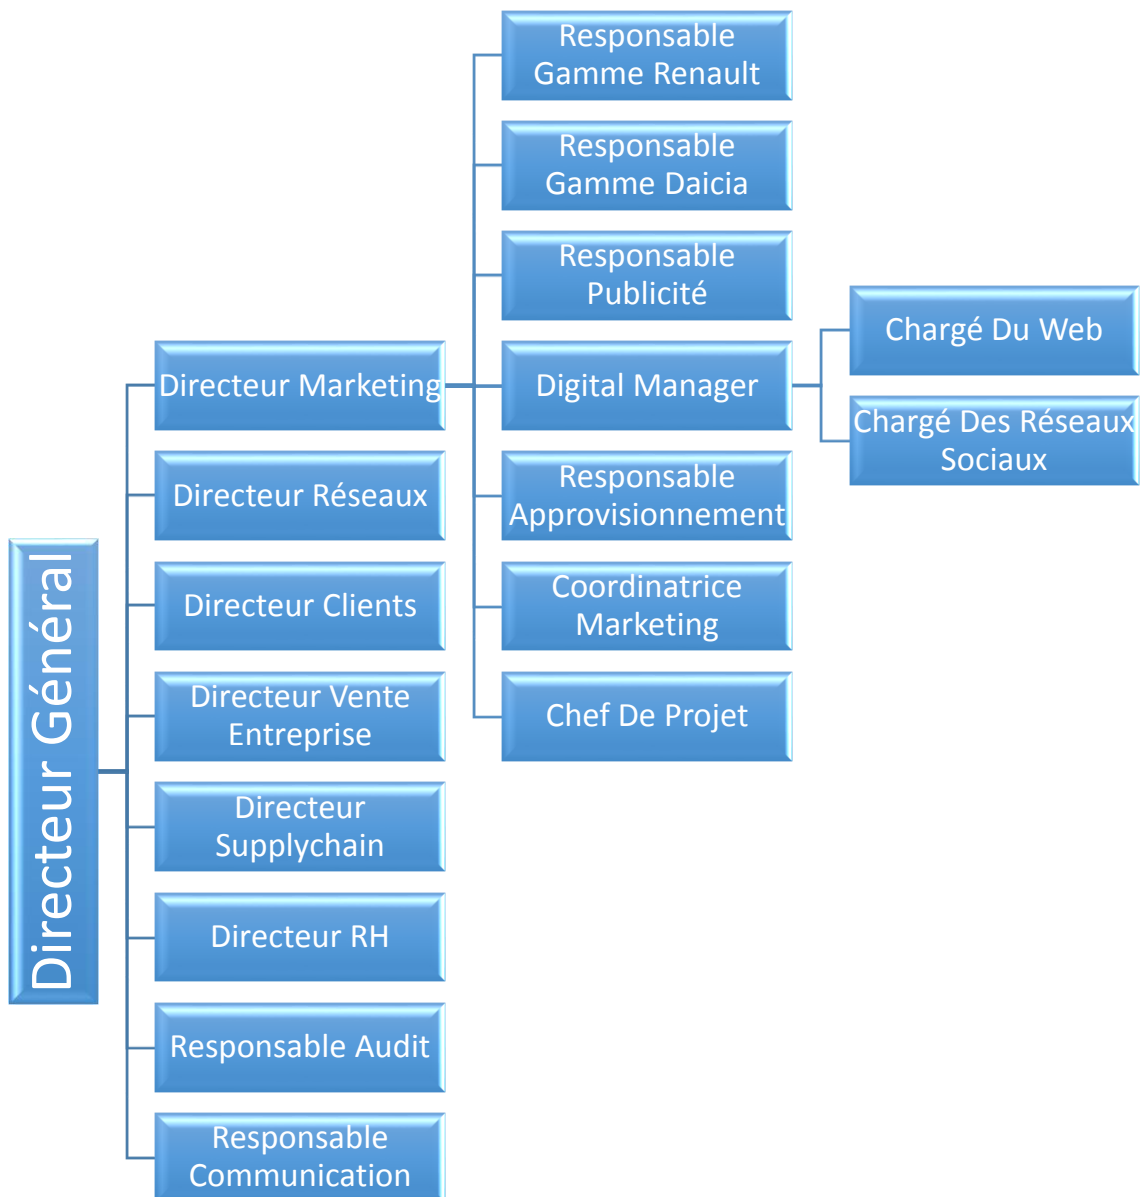 Directeur Général
Directeur Marketing
Responsable
Gamme Renault
Responsable
Gamme Daicia
Responsable
Publicité
Digital Manager
Chargé Du Web
Chargé Des Réseaux
Sociaux
Responsable
Approvisionnement
Coordinatrice
Marketing
Chef De Projet
Directeur Réseaux
Directeur Clients
Directeur Vente
Entreprise
Directeur
Supplychain
Directeur RH
Responsable Audit
Responsable
Communication